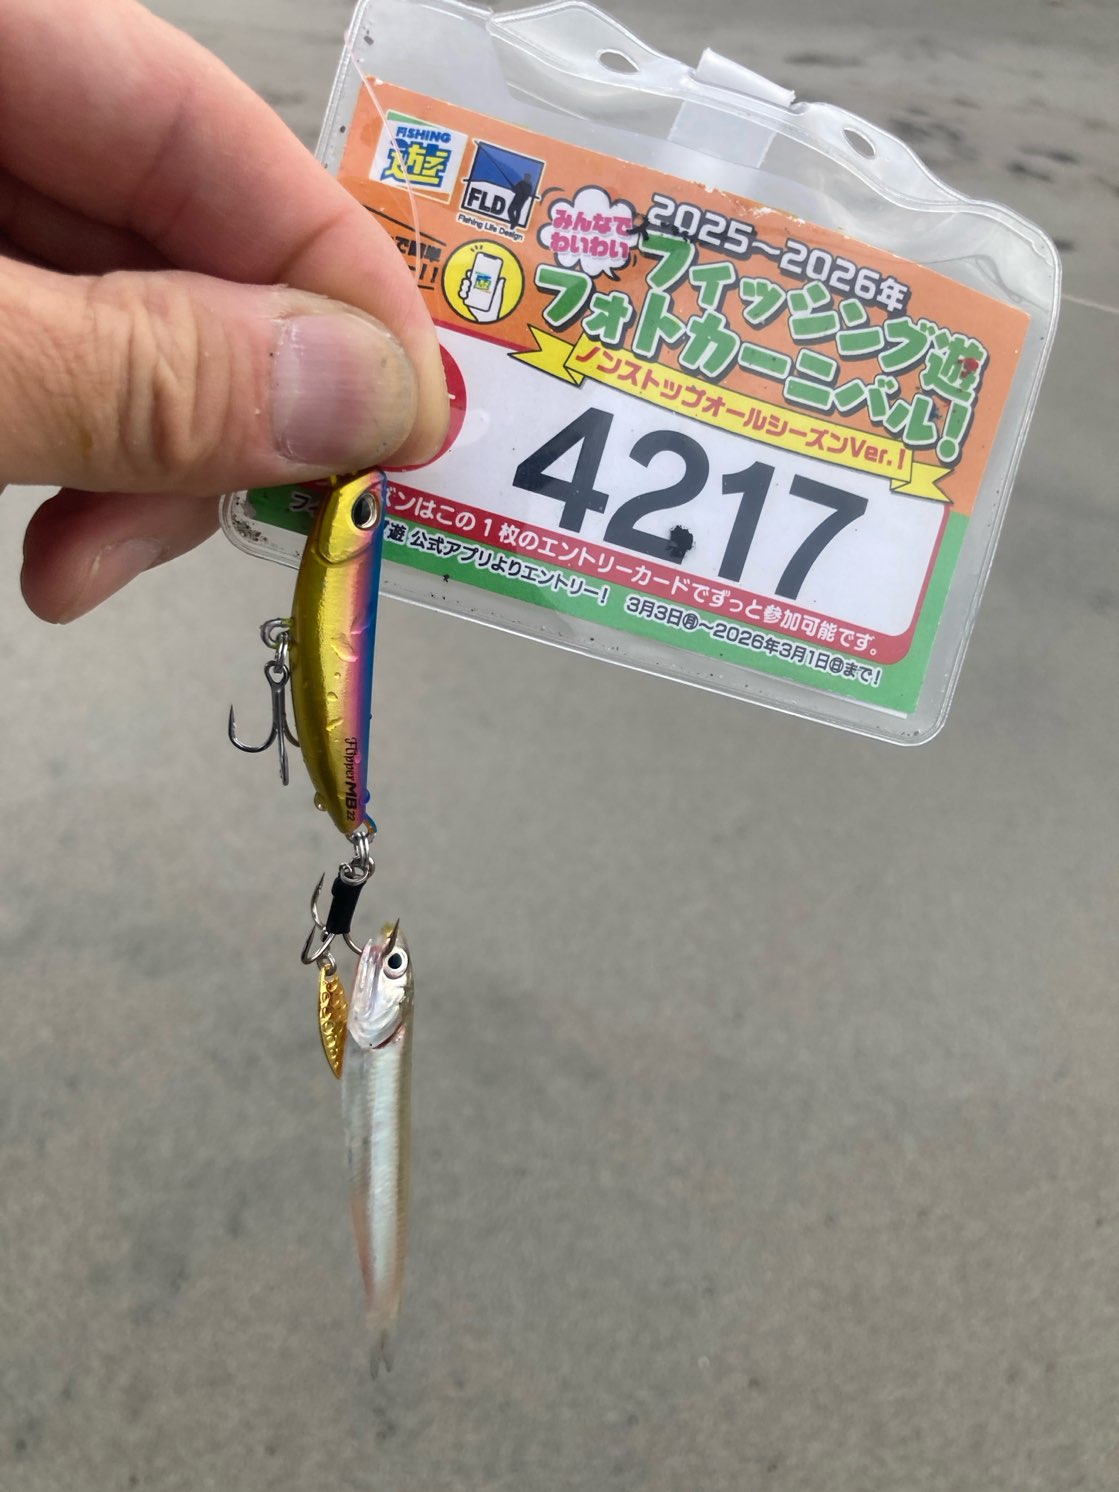 FISHING
遊
FLD
Fishing Life Design
2025〜2026年
みんなで
わいわい
フィッシング遊
フォトカーニバル!
ノンストップオールシーズンVer.!
4217
ズンはこの1枚のエントリーカードでずっと参加可能です。
遊 公式アプリよりエントリー! 3月3日㊊〜2026年3月1日㊐まで!
Flipper MB 22